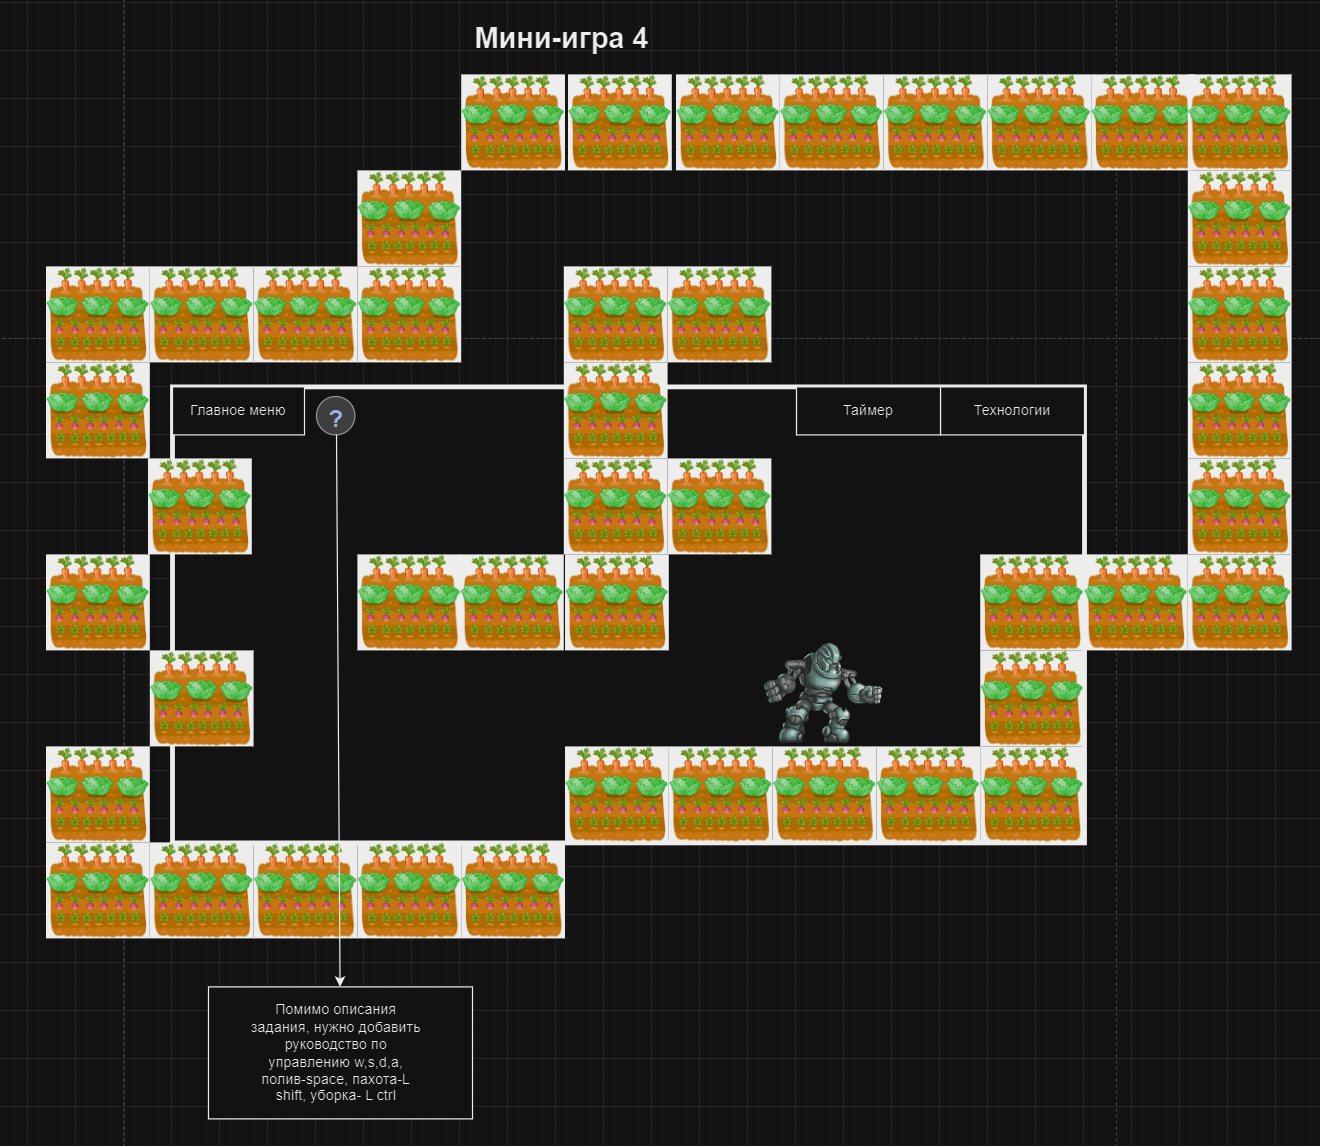 Мини-игра 4
Главное меню
?
Таймер
Технологии
Помимо описания
задания, нужно добавить
руководство по
управлению w,s,d,a,
полив-space, пахота-L
shift, уборка- L ctrl